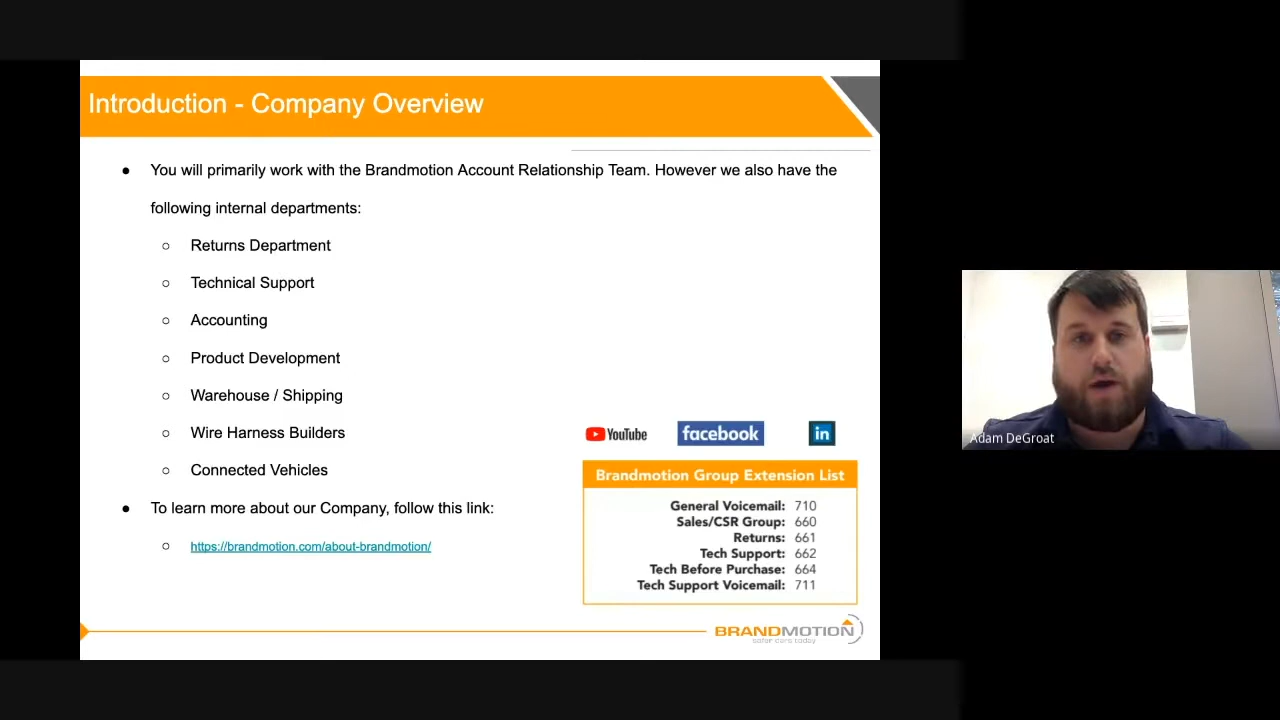 Introduction - Company Overview
● You will primarily work with the Brandmotion Account Relationship Team. However we also have the
following internal departments:
○ Returns Department
○ Technical Support
○ Accounting
○ Product Development
○ Warehouse / Shipping
○ Wire Harness Builders
○ Connected Vehicles
● To learn more about our Company, follow this link:
○ https://brandmotion.com/about-brandmotion/
YouTube facebook in
Brandmotion Group Extension List
General Voicemail: 710
Sales/CSR Group: 660
Returns: 661
Tech Support: 662
Tech Before Purchase: 664
Tech Support Voicemail: 711
BRANDMOTION
safer cars today
Adam DeGroat